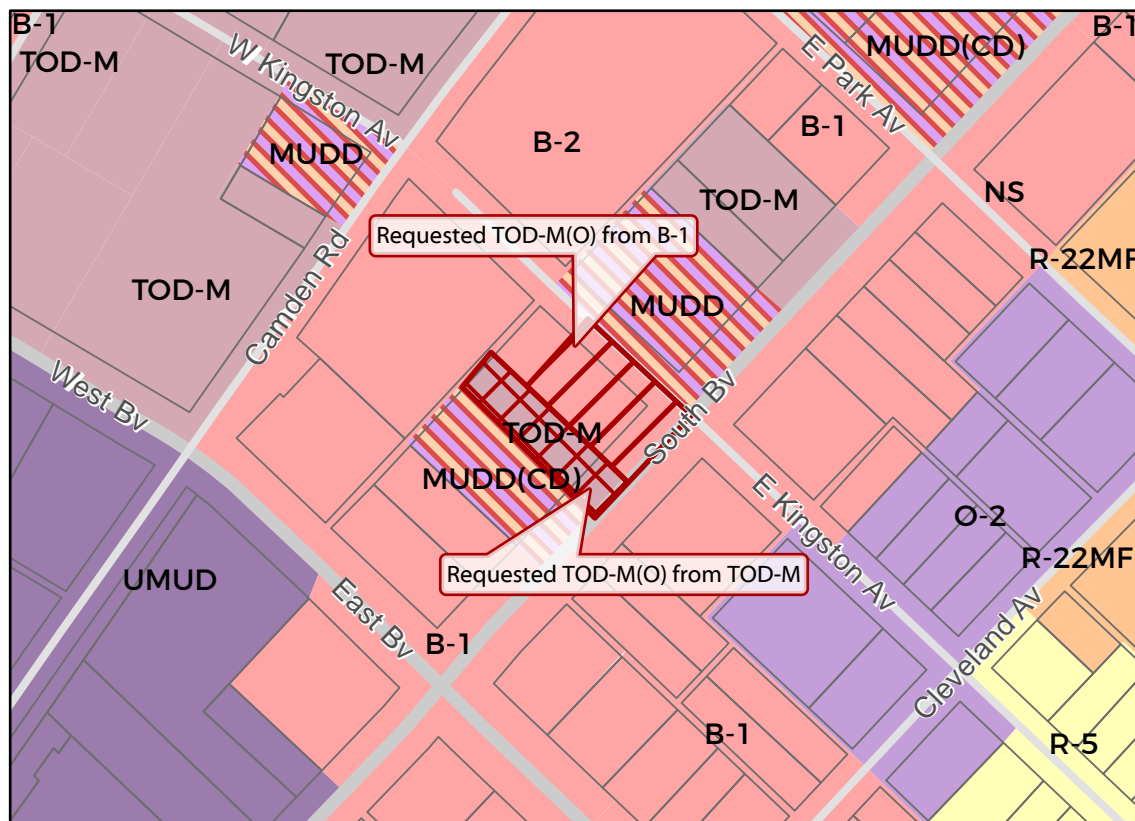 B-1
MUDD(CD)
B-1
TOD-M
TOD-M
W Kingston Av
E Park Av
B-1
B-2
MUDD
TOD-M
NS
Requested TOD-M(O) from B-1
R-22MF
TOD-M
Camden Rd
MUDD
West Bv
South Bv
TOD-M
MUDD(CD)
E Kingston Av
O-2
R-22MF
Requested TOD-M(O) from TOD-M
UMUD
East Bv
B-1
Cleveland Av
B-1
R-5